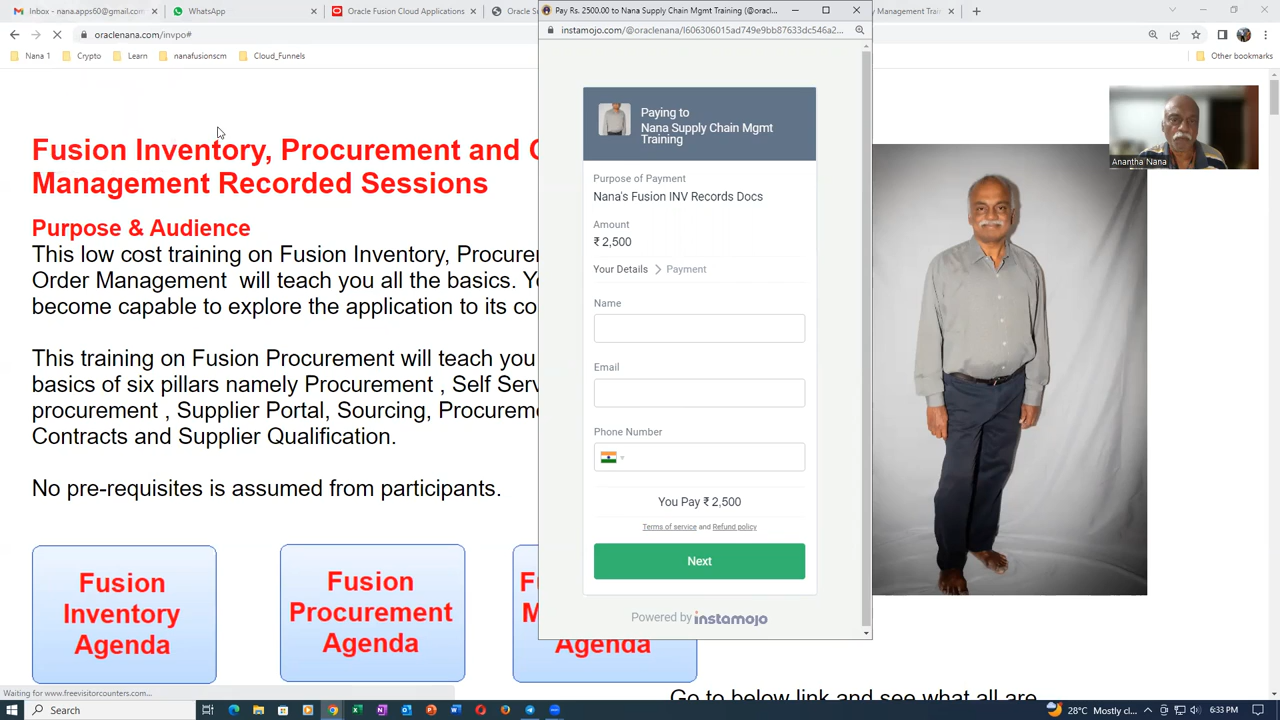 Inbox - nana.apps60@gmail.com
WhatsApp
Oracle Fusion Cloud Applications
Oracle S
Management Train
Pay Rs. 2500.00 to Nana Supply Chain Mgmt Training (@oracl...
oraclenana.com/invpo#
instamojo.com/@oraclenana/l606306015ad749e9bb87633dc546a2...
Nana 1
Crypto
Learn
nanafusionscm
Cloud_Funnels
Other bookmarks
Fusion Inventory, Procurement and
Management Recorded Sessions
Purpose & Audience
This low cost training on Fusion Inventory, Procure
Order Management will teach you all the basics. Y
become capable to explore the application to its co
This training on Fusion Procurement will teach you
basics of six pillars namely Procurement , Self Serv
procurement , Supplier Portal, Sourcing, Procureme
Contracts and Supplier Qualification.
No pre-requisites is assumed from participants.
Fusion
Inventory
Agenda
Fusion
Procurement
Agenda
Agenda
Paying to
Nana Supply Chain Mgmt
Training
Purpose of Payment
Nana's Fusion INV Records Docs
Amount
₹ 2,500
Your Details
Payment
Name
Email
Phone Number
You Pay ₹ 2,500
Terms of service and Refund policy
Next
Powered by instamojo
Anantha Nana
Go to below link and see what all are
Waiting for www.freevisitorcounters.com...
Search
28°C Mostly cl...
6:33 PM